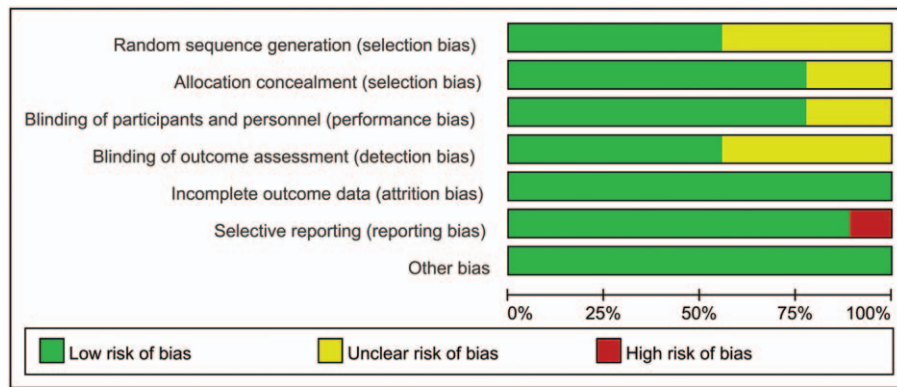 Random sequence generation (selection bias)
Allocation concealment (selection bias)
Blinding of participants and personnel (performance bias)
Blinding of outcome assessment (detection bias)
Incomplete outcome data (attrition bias)
Selective reporting (reporting bias)
Other bias
0% 25% 50% 75% 100%
Low risk of bias Unclear risk of bias High risk of bias